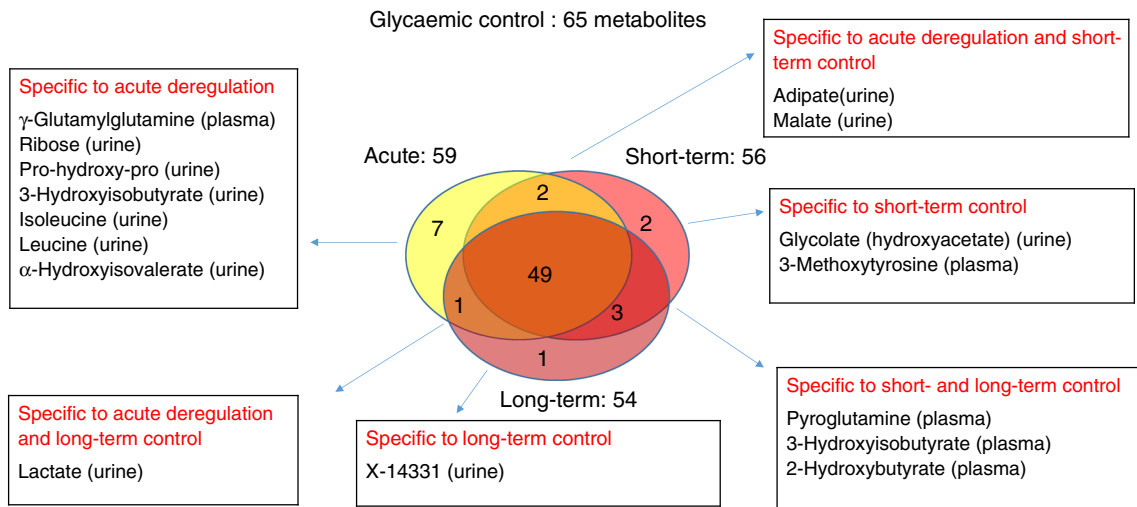 Glycaemic control : 65 metabolites
Specific to acute deregulation and short-
term control
Adipate(urine)
Malate (urine)
Specific to acute deregulation
γ-Glutamylglutamine (plasma)
Ribose (urine)
Pro-hydroxy-pro (urine)
3-Hydroxyisobutyrate (urine)
Isoleucine (urine)
Leucine (urine)
α-Hydroxyisovalerate (urine)
Acute: 59
Short-term: 56
2
7
2
49
1
3
1
Long-term: 54
Specific to short-term control
Glycolate (hydroxyacetate) (urine)
3-Methoxytyrosine (plasma)
Specific to short- and long-term control
Pyroglutamine (plasma)
3-Hydroxyisobutyrate (plasma)
2-Hydroxybutyrate (plasma)
Specific to acute deregulation
and long-term control
Lactate (urine)
Specific to long-term control
X-14331 (urine)